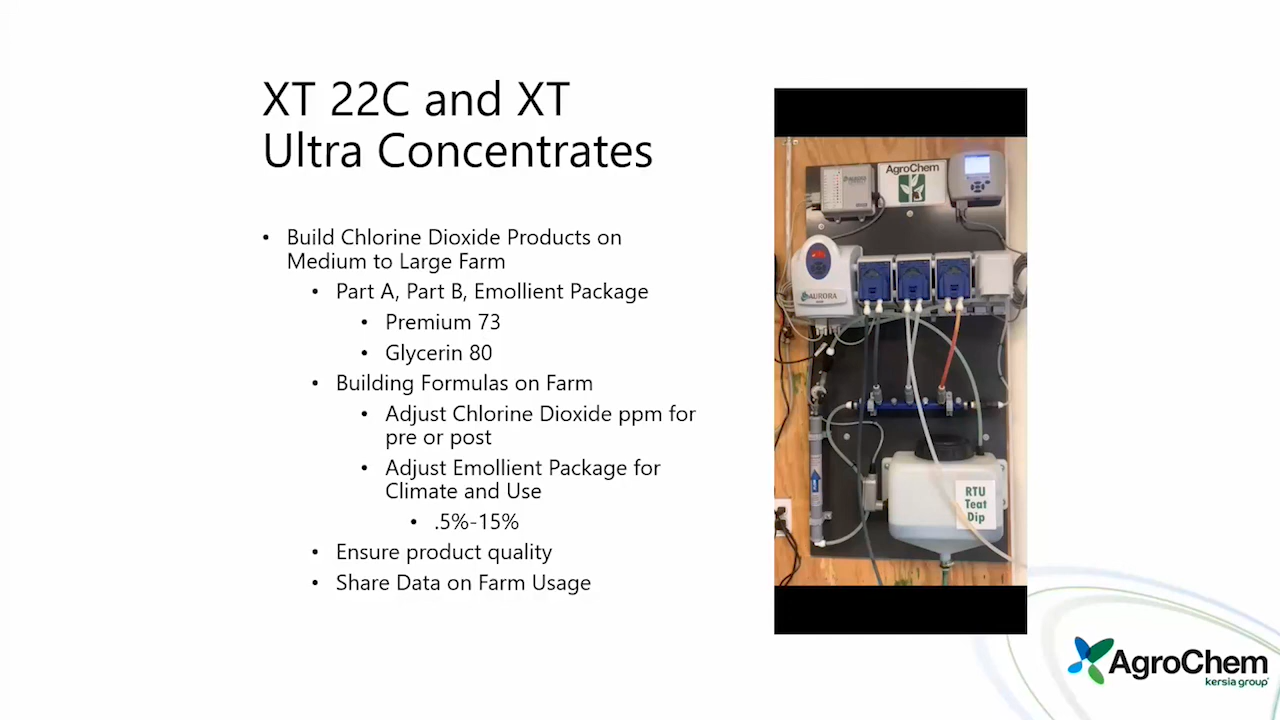 XT 22C and XT
Ultra Concentrates
• Build Chlorine Dioxide Products on
Medium to Large Farm
• Part A, Part B, Emollient Package
• Premium 73
• Glycerin 80
• Building Formulas on Farm
• Adjust Chlorine Dioxide ppm for
pre or post
• Adjust Emollient Package for
Climate and Use
• .5%-15%
• Ensure product quality
• Share Data on Farm Usage
AgroChem
AURORA
RTU
Teat
Dip
AgroChem
kersia group